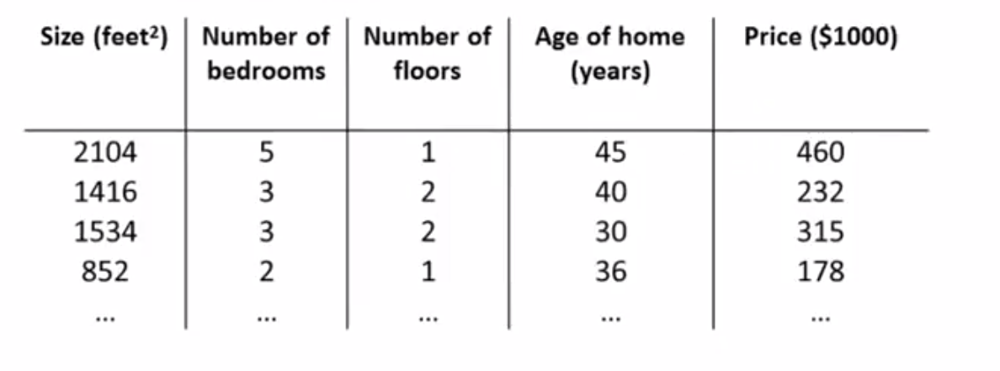 Size (feet²) Number of bedrooms Number of floors Age of home (years) Price ($1000)
2104 5 1 45 460
1416 3 2 40 232
1534 3 2 30 315
852 2 1 36 178
... ... ... ... ...